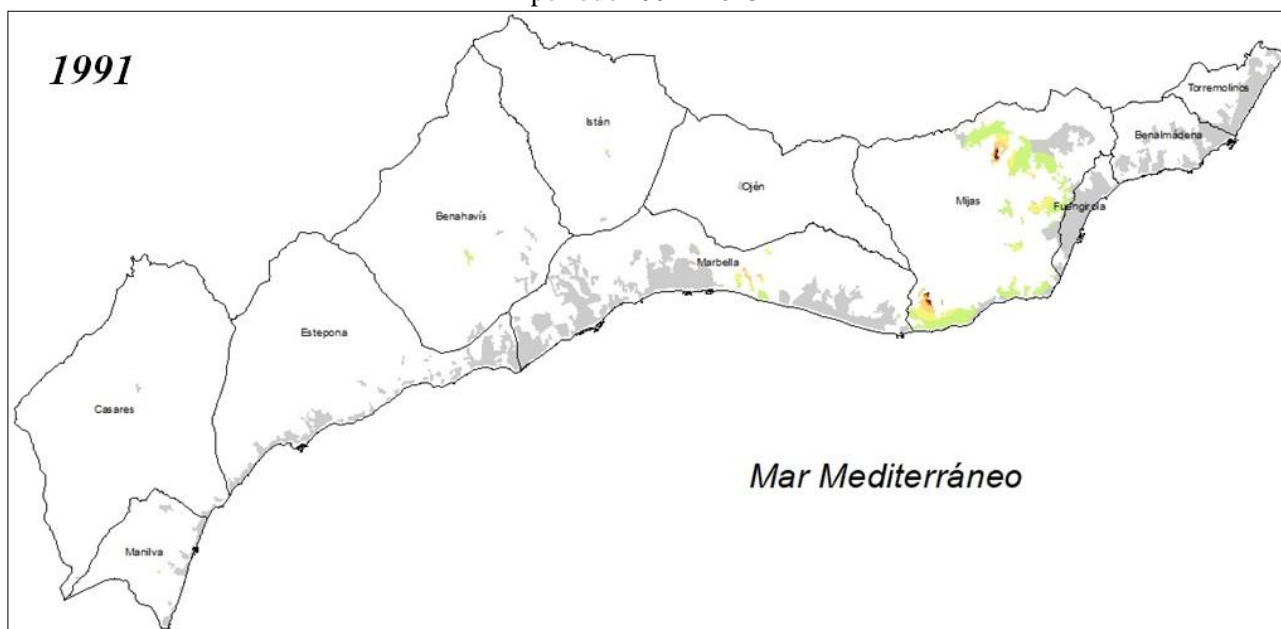 1991
Torremolinos
Benalmádena
Istán
Ojén
Mijas
Fuengirola
Benahavís
Marbella
Estepona
Casares
Mar Mediterráneo
Manilva